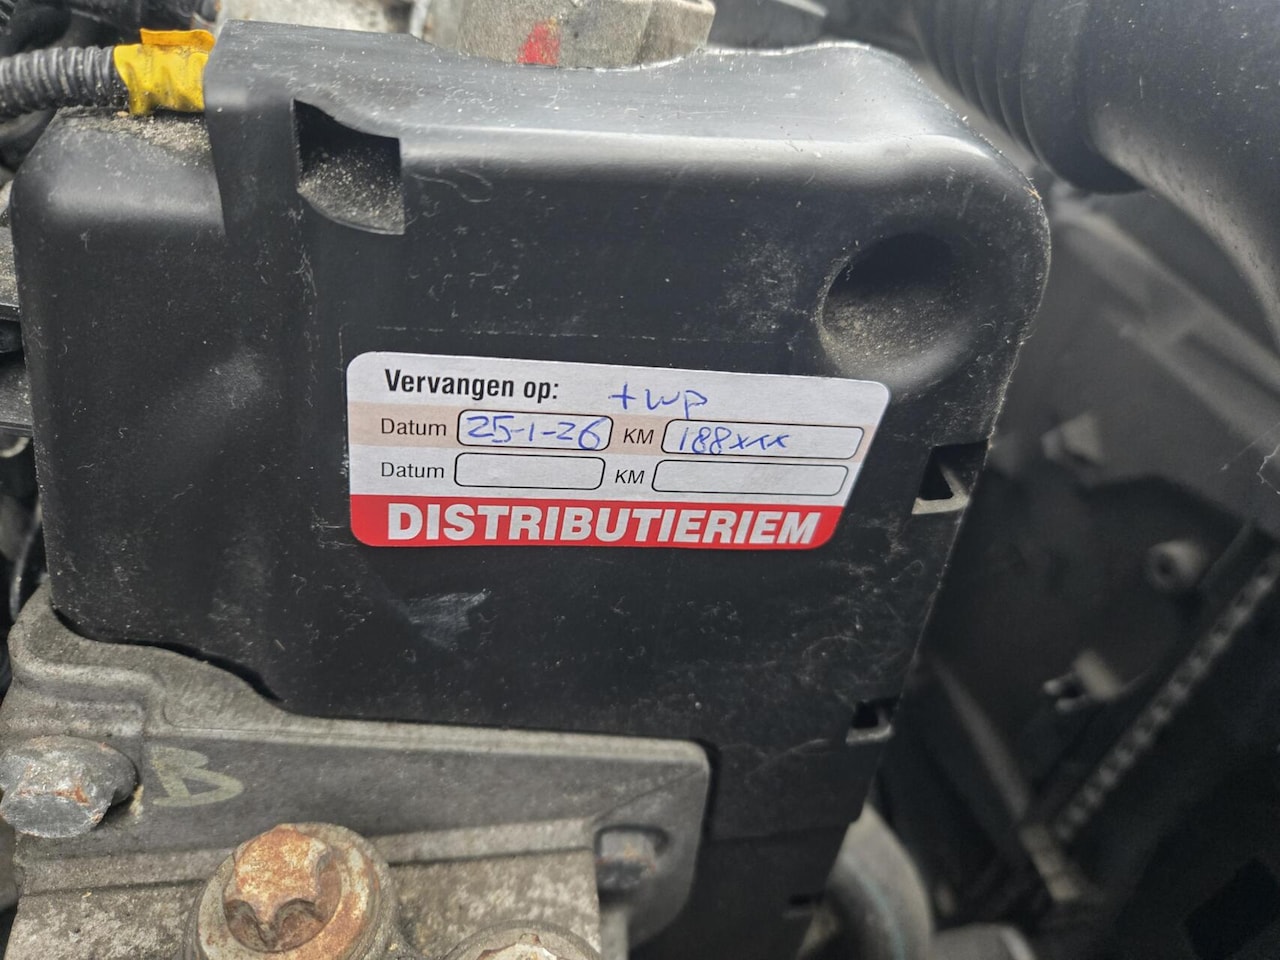 Vervangen op: + wp
Datum 25-1-26 KM 188xxx
Datum KM
DISTRIBUTIERIEM
B